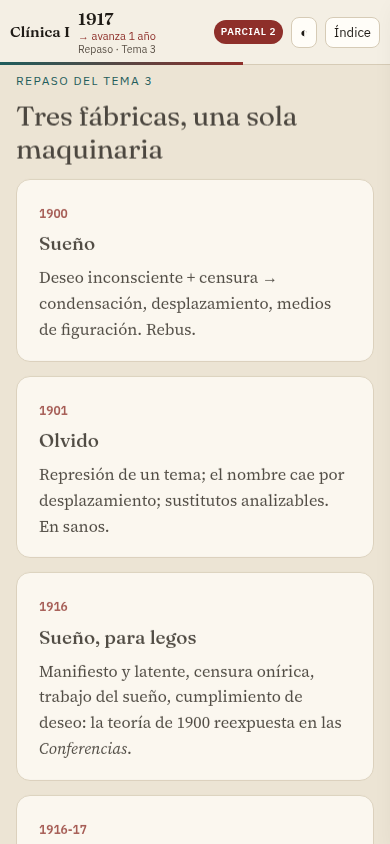 Clínica I
1917
→ avanza 1 año
Repaso · Tema 3
PARCIAL 2
Índice
REPASO DEL TEMA 3
Tres fábricas, una sola
maquinaria
1900
Sueño
Deseo inconsciente + censura →
condensación, desplazamiento, medios
de figuración. Rebus.
1901
Olvido
Represión de un tema; el nombre cae por
desplazamiento; sustitutos analizables.
En sanos.
1916
Sueño, para legos
Manifiesto y latente, censura onírica,
trabajo del sueño, cumplimiento de
deseo: la teoría de 1900 reexpuesta en las
Conferencias.
1916-17